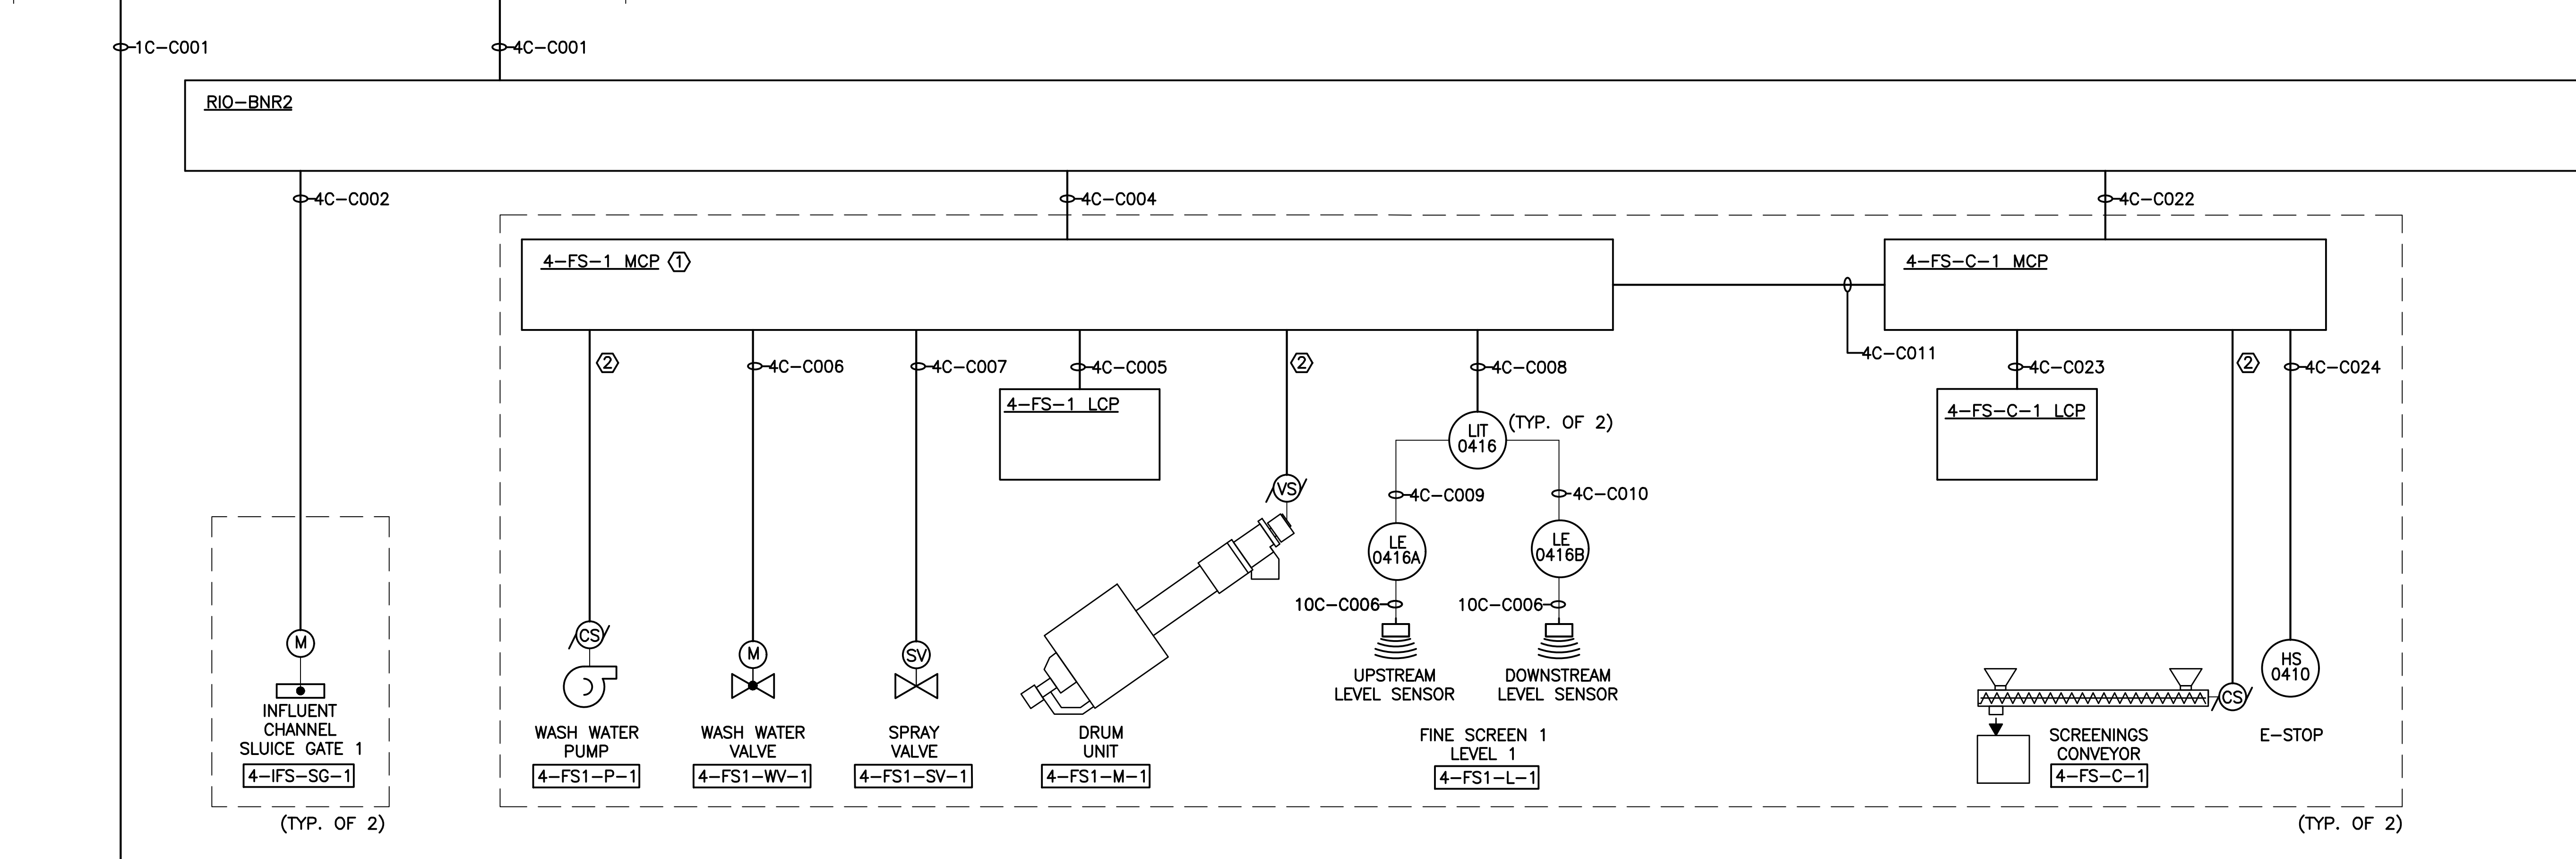 1C-C001
4C-C001
RIO-BNR2
4C-C002
4C-C004
4C-C022
4-FS-1 MCP 1
4-FS-C-1 MCP
2
4C-C006
4C-C007
4C-C005
2
4C-C008
4C-C011
4C-C023
2
4C-C024
4-FS-1 LCP
4-FS-C-1 LCP
LIT
0416
(TYP. OF 2)
VS
4C-C009
4C-C010
LE
0416A
LE
0416B
10C-C006
10C-C006
M
CS
M
SV
UPSTREAM
LEVEL SENSOR
DOWNSTREAM
LEVEL SENSOR
HS
0410
CS
INFLUENT
CHANNEL
SLUICE GATE 1
4-IFS-SG-1
WASH WATER
PUMP
4-FS1-P-1
WASH WATER
VALVE
4-FS1-WV-1
SPRAY
VALVE
4-FS1-SV-1
DRUM
UNIT
4-FS1-M-1
FINE SCREEN 1
LEVEL 1
4-FS1-L-1
SCREENINGS
CONVEYOR
4-FS-C-1
E-STOP
(TYP. OF 2)
(TYP. OF 2)